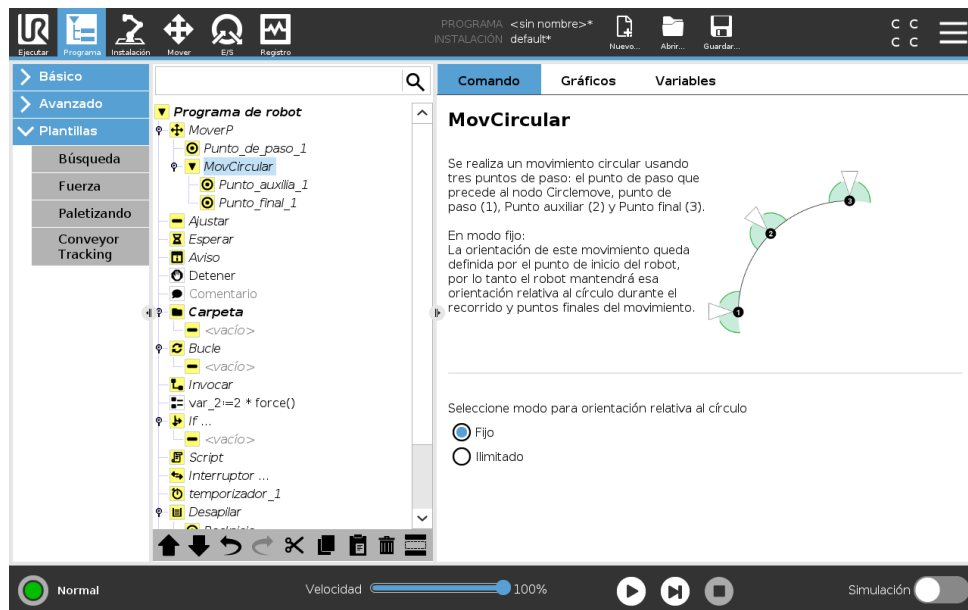 PROGRAMA <sin nombre>*
INSTALACIÓN default*
Ejecutar
Programa
Instalación
Mover
E/S
Registro
Nuevo...
Abrir...
Guardar...
C C
C C
Básico
Avanzado
Plantillas
Búsqueda
Fuerza
Paletizando
Conveyor
Tracking
Programa de robot
MoverP
Punto_de_paso_1
MovCircular
Punto_auxilia_1
Punto_final_1
Ajustar
Esperar
Aviso
Detener
Comentario
Carpeta
<vacío>
Bucle
<vacío>
Invocar
var_2:=2 * force()
If ...
<vacío>
Script
Interruptor ...
temporizador_1
Desapilar
Comando
Gráficos
Variables
MovCircular
Se realiza un movimiento circular usando
tres puntos de paso: el punto de paso que
precede al nodo Circlemove, punto de
paso (1), Punto auxiliar (2) y Punto final (3).
En modo fijo:
La orientación de este movimiento queda
definida por el punto de inicio del robot,
por lo tanto el robot mantendrá esa
orientación relativa al círculo durante el
recorrido y puntos finales del movimiento.
3
2
1
Seleccione modo para orientación relativa al círculo
Fijo
Ilimitado
Normal
Velocidad
100%
Simulación